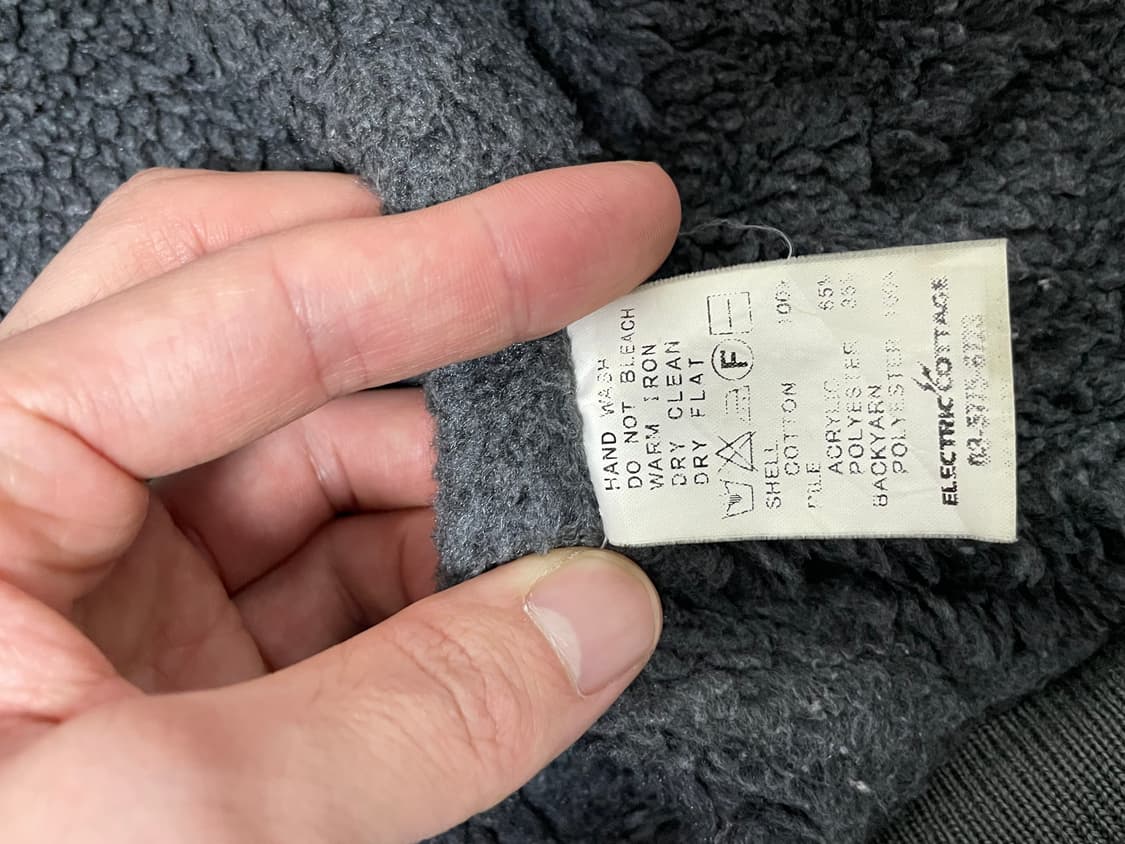 HAND WASH
DO NOT BLEACH
WARM IRON
DRY CLEAN
DRY FLAT
F
SHELL
COTTON 100%
PILE
ACRYLIC 65%
POLYESTER 35%
BACKYARN
POLYESTER 100%
ELECTRIC COTTAGE